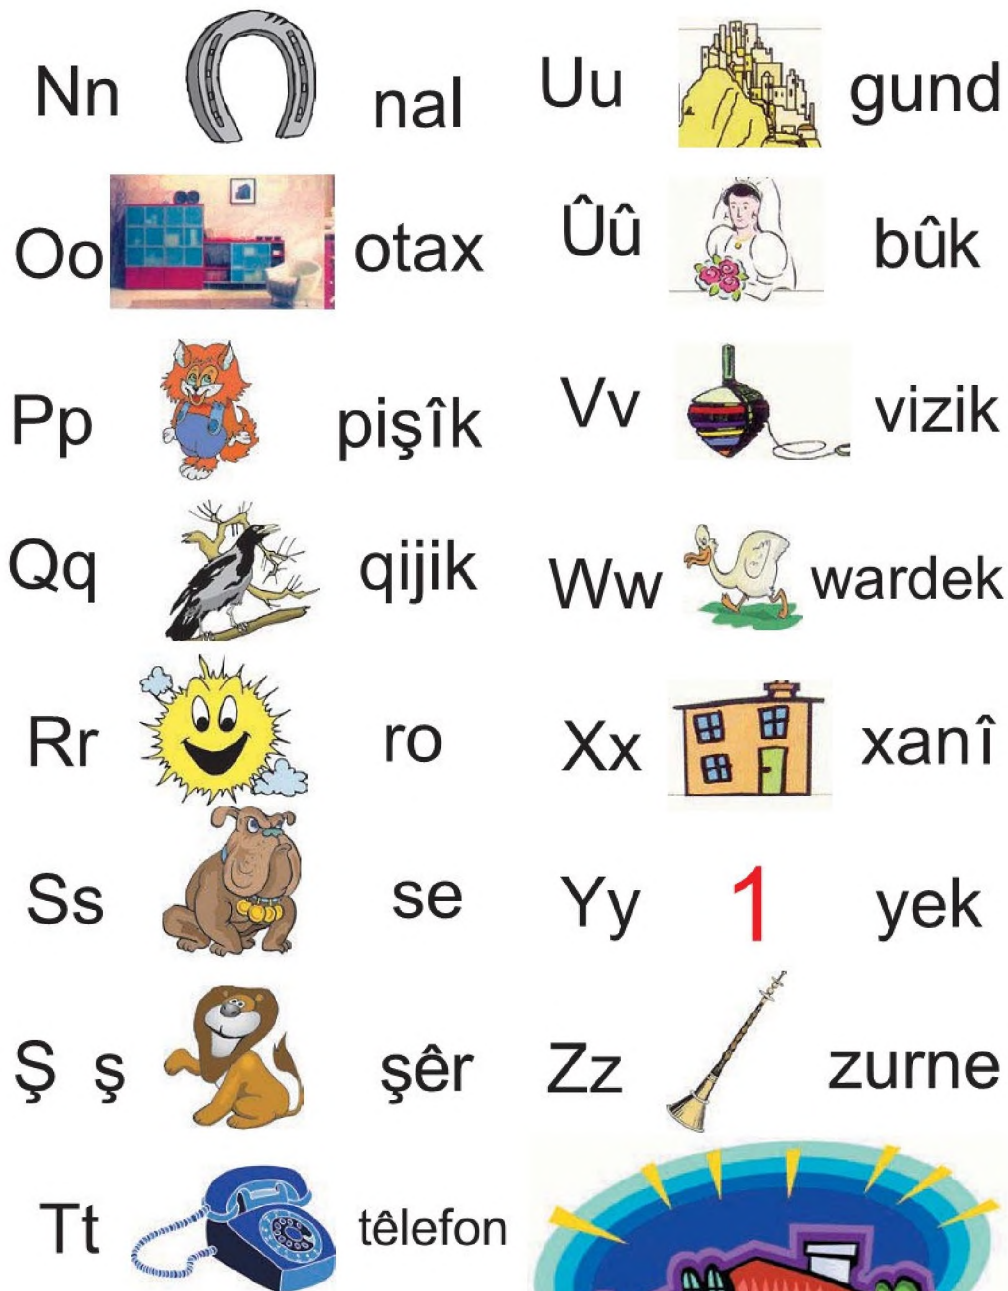 Nn nal
Oo otax
Pp pişîk
Qq qijik
Rr ro
Ss se
Ş ş şêr
Tt têlefon
Uu gund
Ûû bûk
Vv vizik
Ww wardek
Xx xanî
Yy 1 yek
Zz zurne